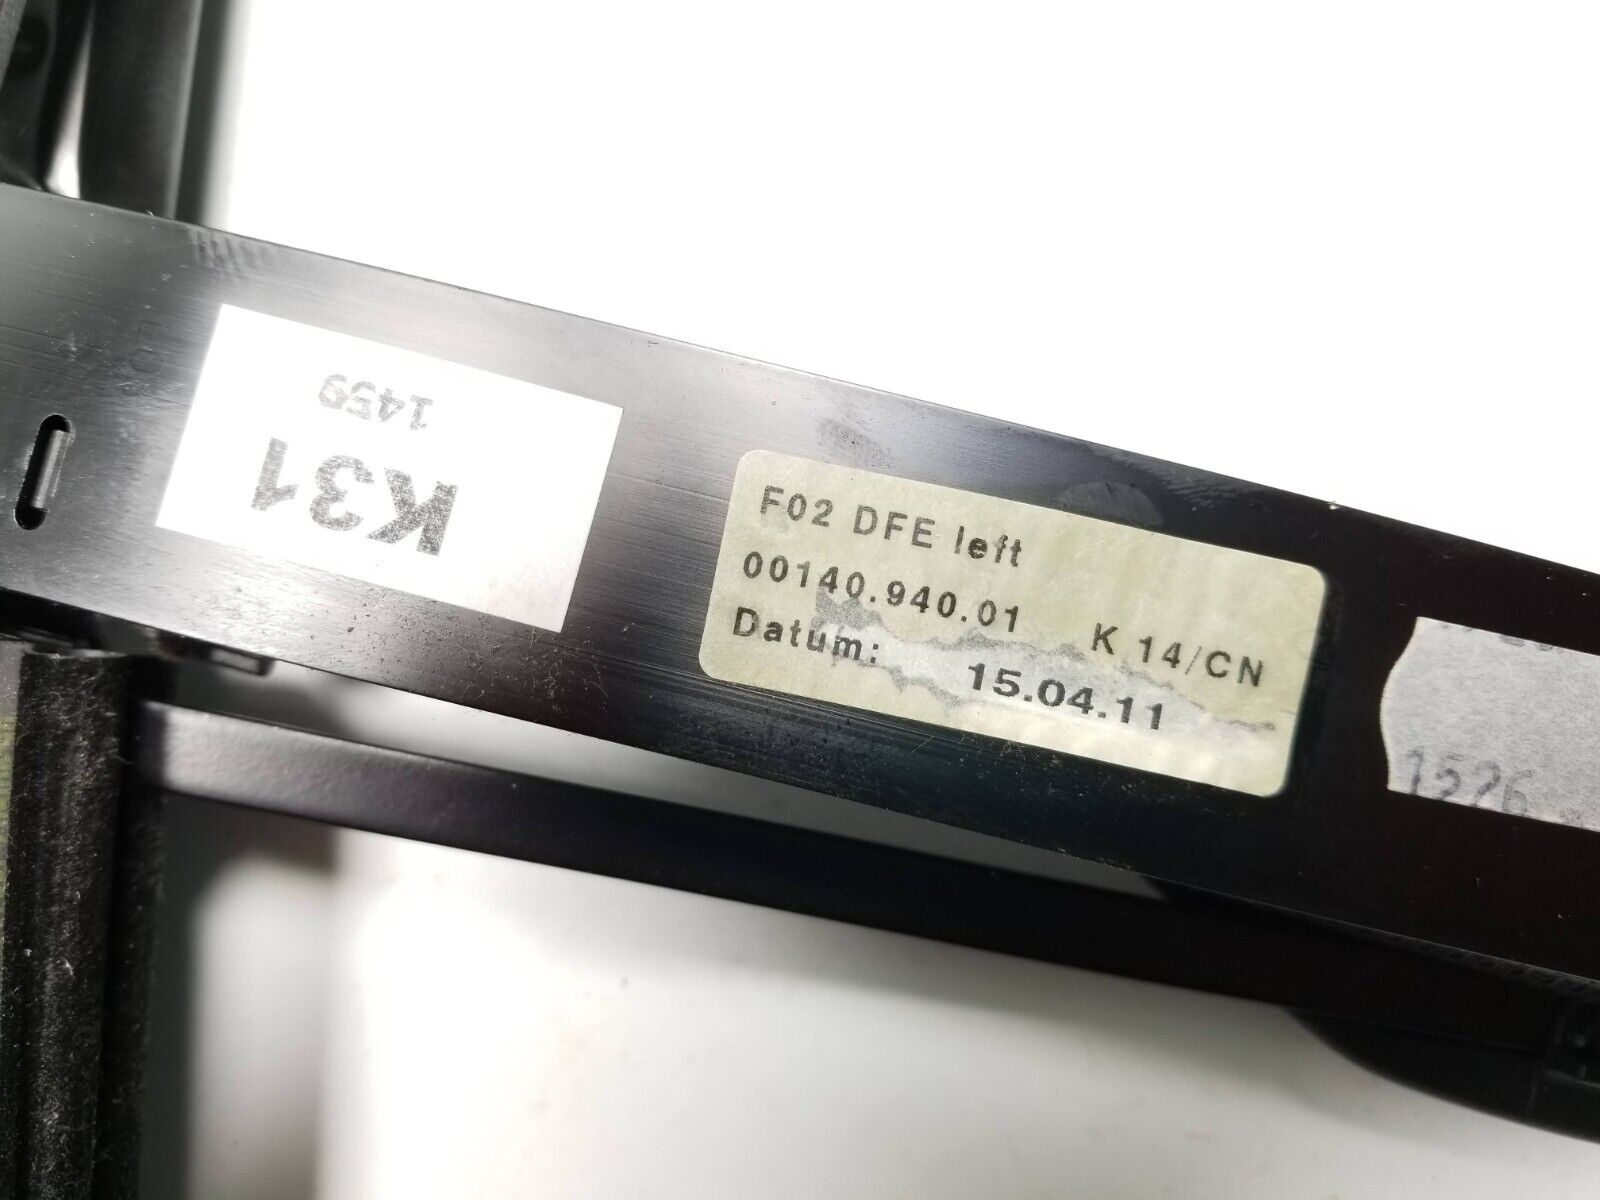 K31
1459
F02 DFE left
00140.940.01 K 14/CN
Datum: 15.04.11
1526